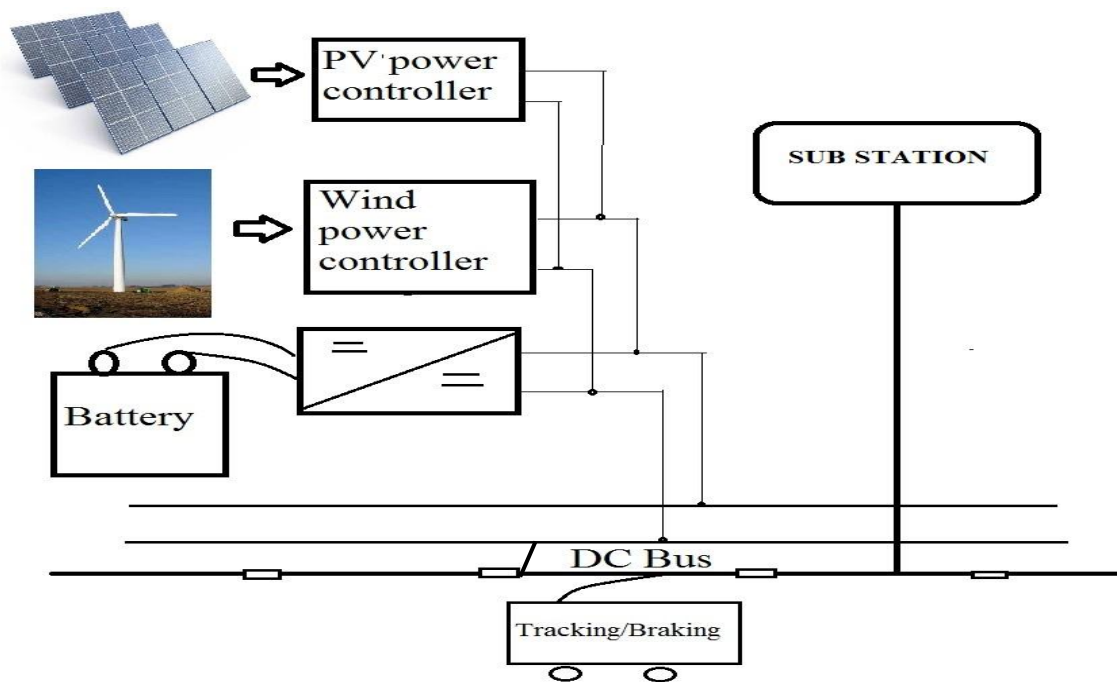 PV power
controller
SUB STATION
Wind
power
controller
Battery
DC Bus
Tracking/Braking